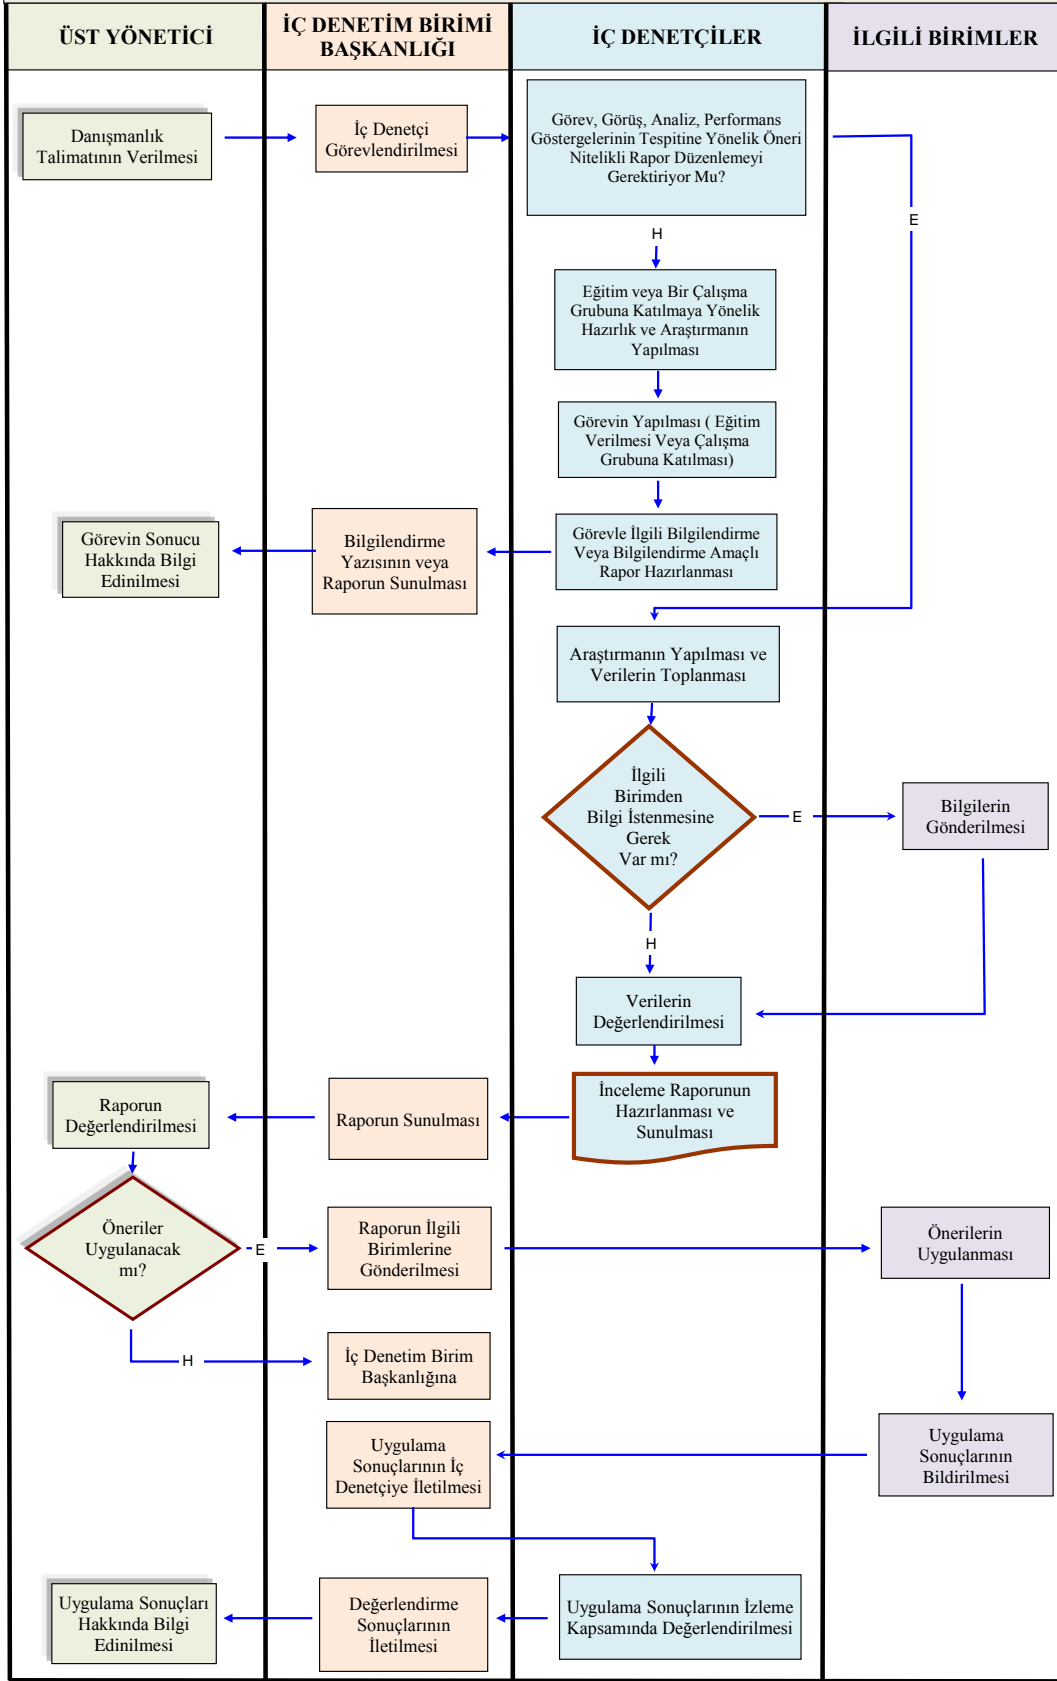 ÜST YÖNETİCİ
İÇ DENETİM BİRİMİ
BAŞKANLIĞI
İÇ DENETÇİLER
İLGİLİ BİRİMLER
Danışmanlık
Talimatının Verilmesi
İç Denetçi
Görevlendirilmesi
Görev, Görüş, Analiz, Performans
Göstergelerinin Tespitine Yönelik Öneri
Nitelikli Rapor Düzenlemeyi
Gerektiriyor Mu?
E
H
Eğitim veya Bir Çalışma
Grubuna Katılmaya Yönelik
Hazırlık ve Araştırmanın
Yapılması
Görevin Yapılması ( Eğitim
Verilmesi Veya Çalışma
Grubuna Katılması)
Görevin Sonucu
Hakkında Bilgi
Edinilmesi
Bilgilendirme
Yazısının veya
Raporun Sunulması
Görevle İlgili Bilgilendirme
Veya Bilgilendirme Amaçlı
Rapor Hazırlanması
Araştırmanın Yapılması ve
Verilerin Toplanması
İlgili
Birimden
Bilgi İstenmesine
Gerek
Var mı?
E
Bilgilerin
Gönderilmesi
H
Verilerin
Değerlendirilmesi
Raporun
Değerlendirilmesi
Raporun Sunulması
İnceleme Raporunun
Hazırlanması ve
Sunulması
Öneriler
Uygulanacak
mı?
E
Raporun İlgili
Birimlerine
Gönderilmesi
Önerilerin
Uygulanması
H
İç Denetim Birim
Başkanlığına
Uygulama
Sonuçlarının İç
Denetçiye İletilmesi
Uygulama
Sonuçlarının
Bildirilmesi
Uygulama Sonuçları
Hakkında Bilgi
Edinilmesi
Değerlendirme
Sonuçlarının
İletilmesi
Uygulama Sonuçlarının İzleme
Kapsamında Değerlendirilmesi